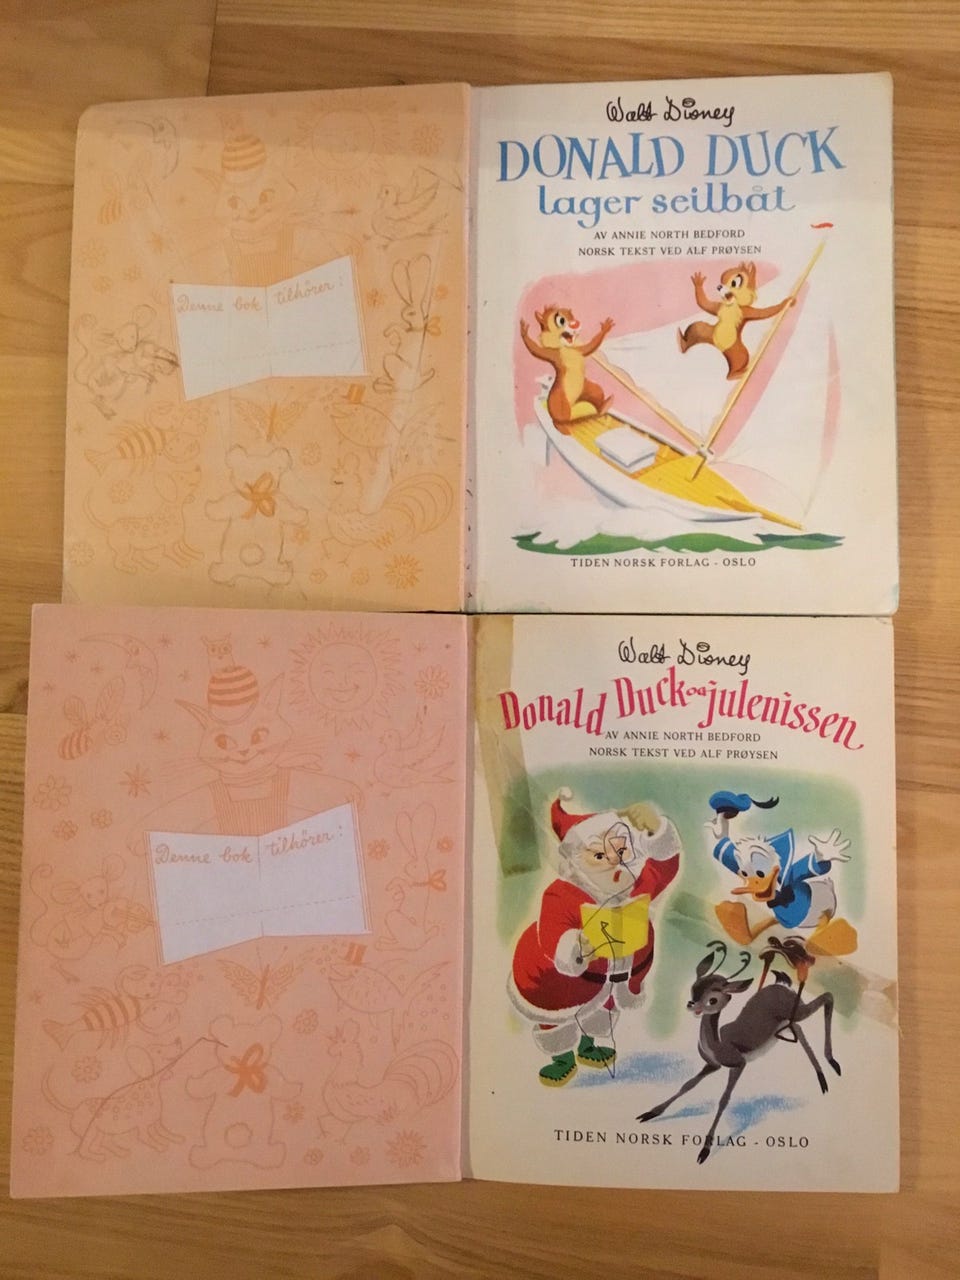 Denne bok tilhörer:
Walt Disney
DONALD DUCK
lager seilbåt
AV ANNIE NORTH BEDFORD
NORSK TEKST VED ALF PRØYSEN
TIDEN NORSK FORLAG - OSLO
Denne bok tilhörer:
Walt Disney
Donald Duck og julenissen
AV ANNIE NORTH BEDFORD
NORSK TEKST VED ALF PRØYSEN
TIDEN NORSK FORLAG - OSLO